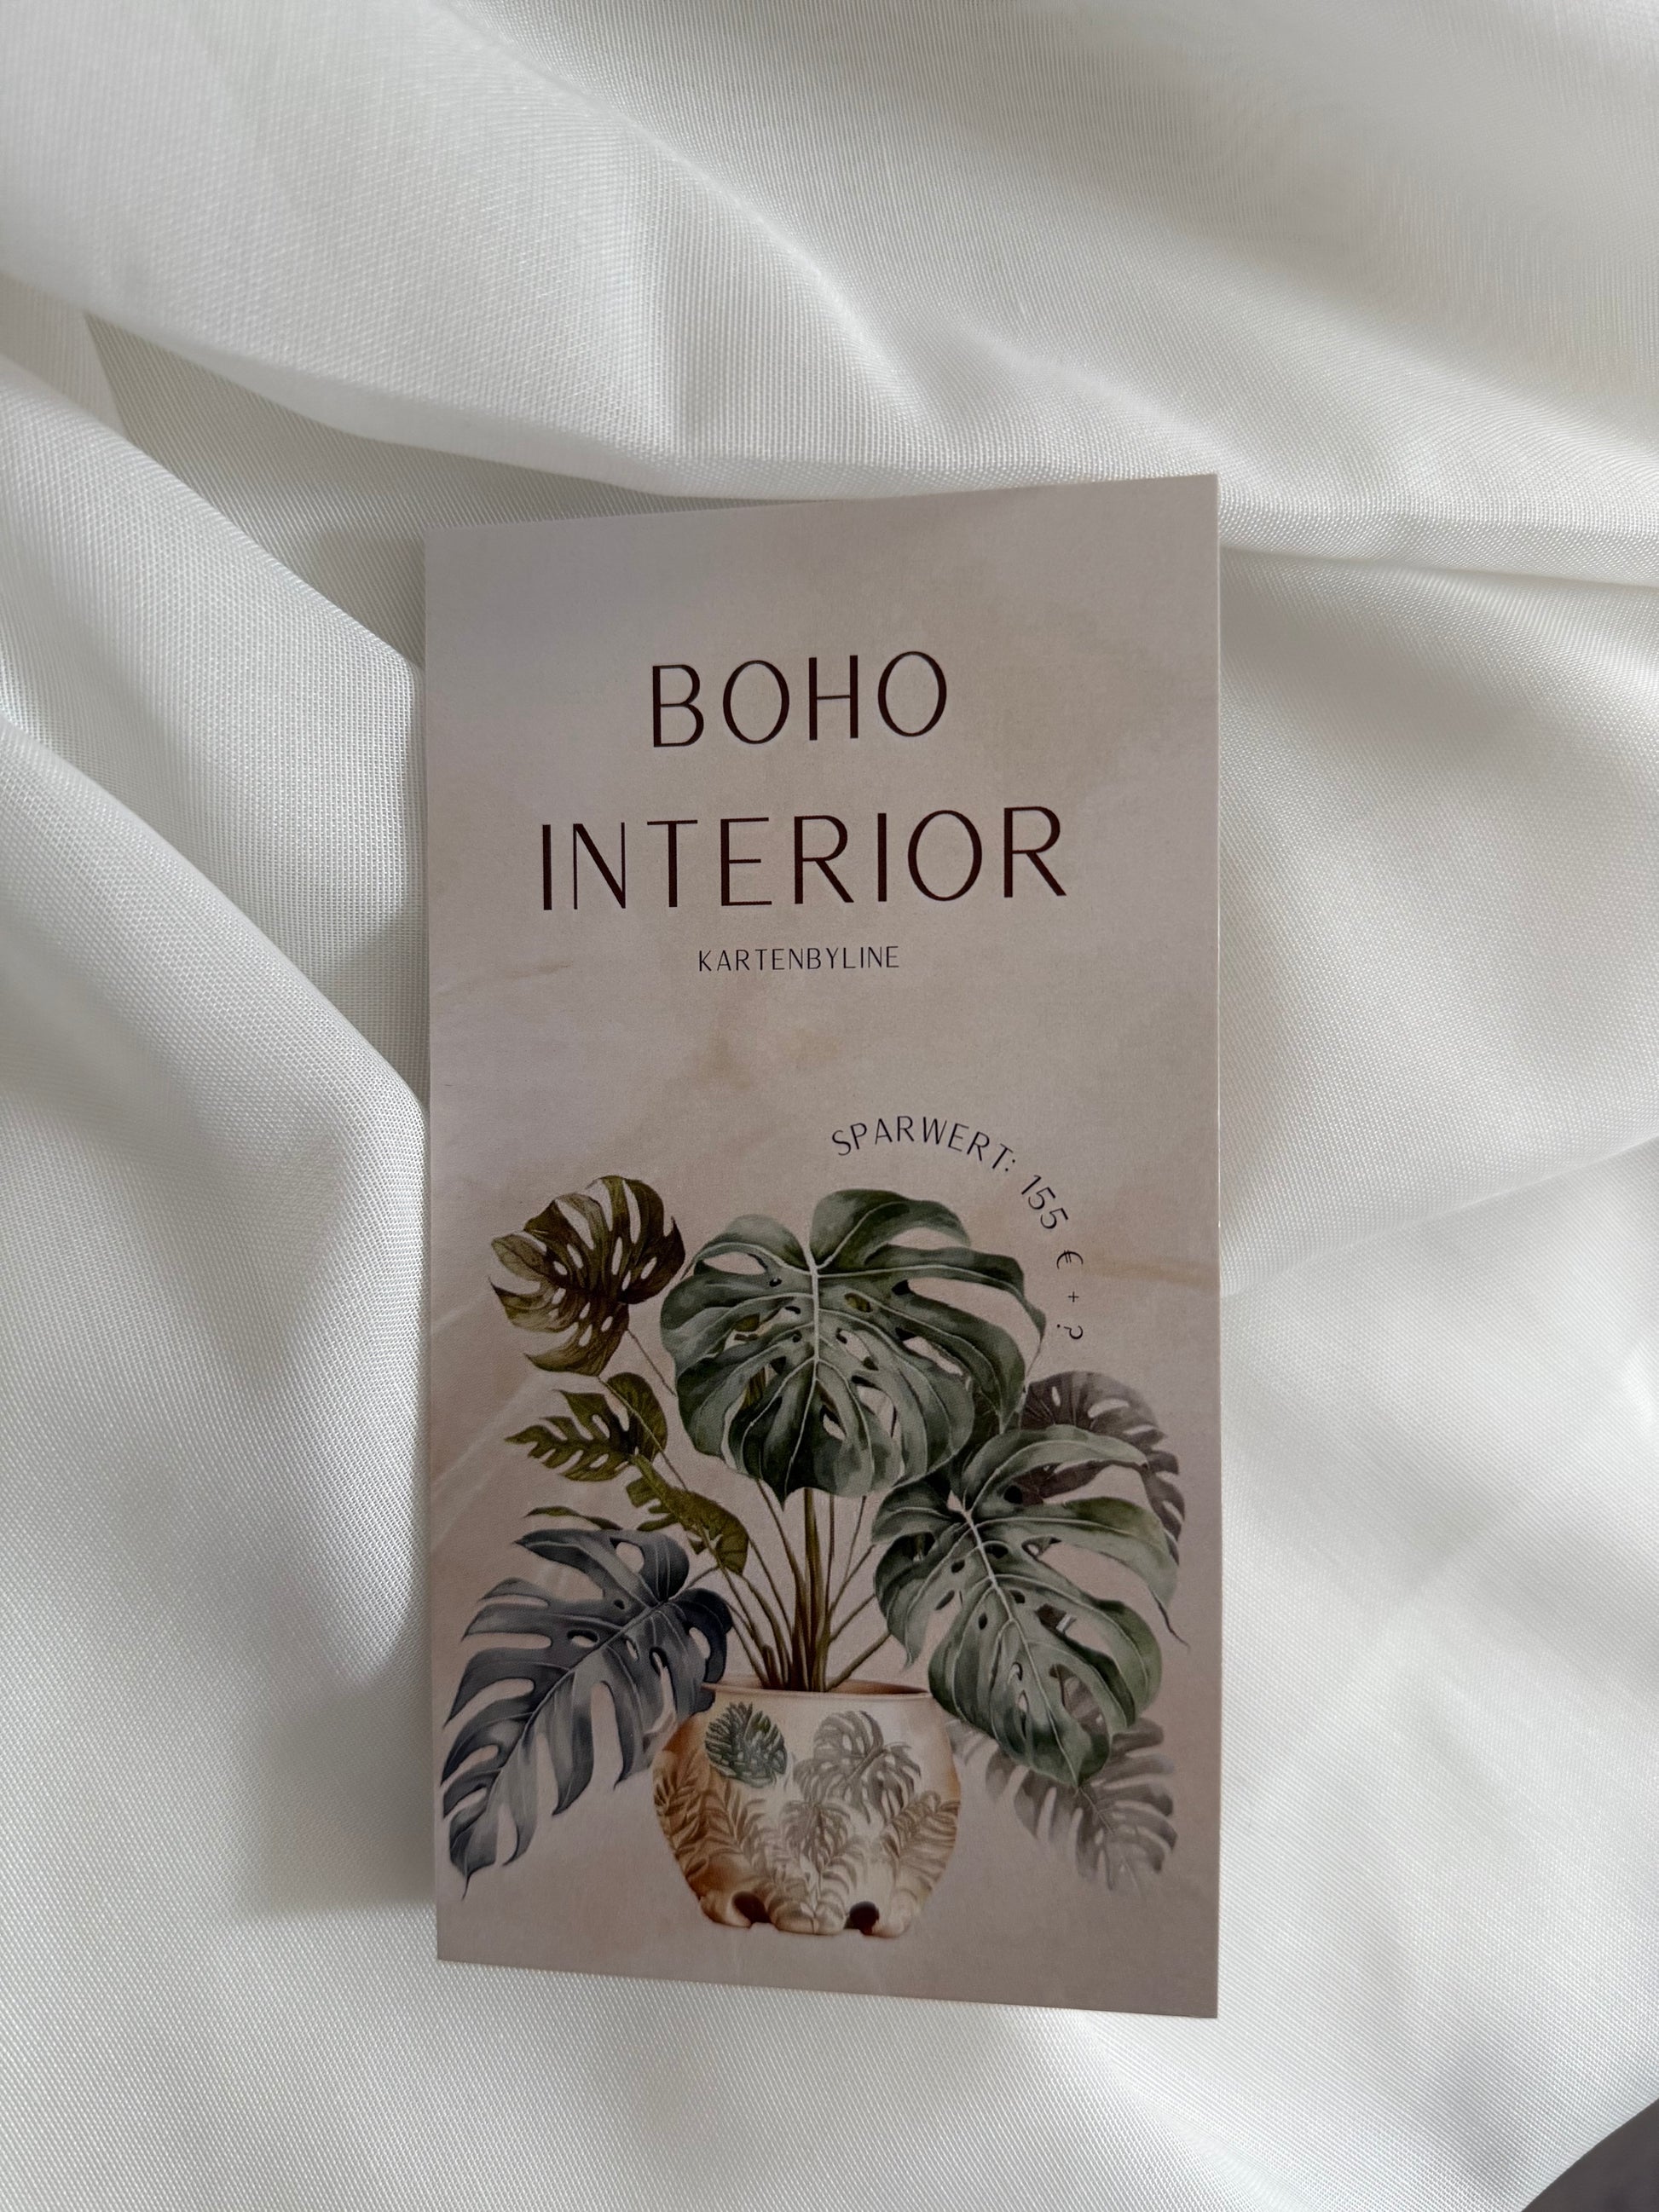 BOHO
INTERIOR
KARTENBYLINE
SPARWERT: 155 € + ?